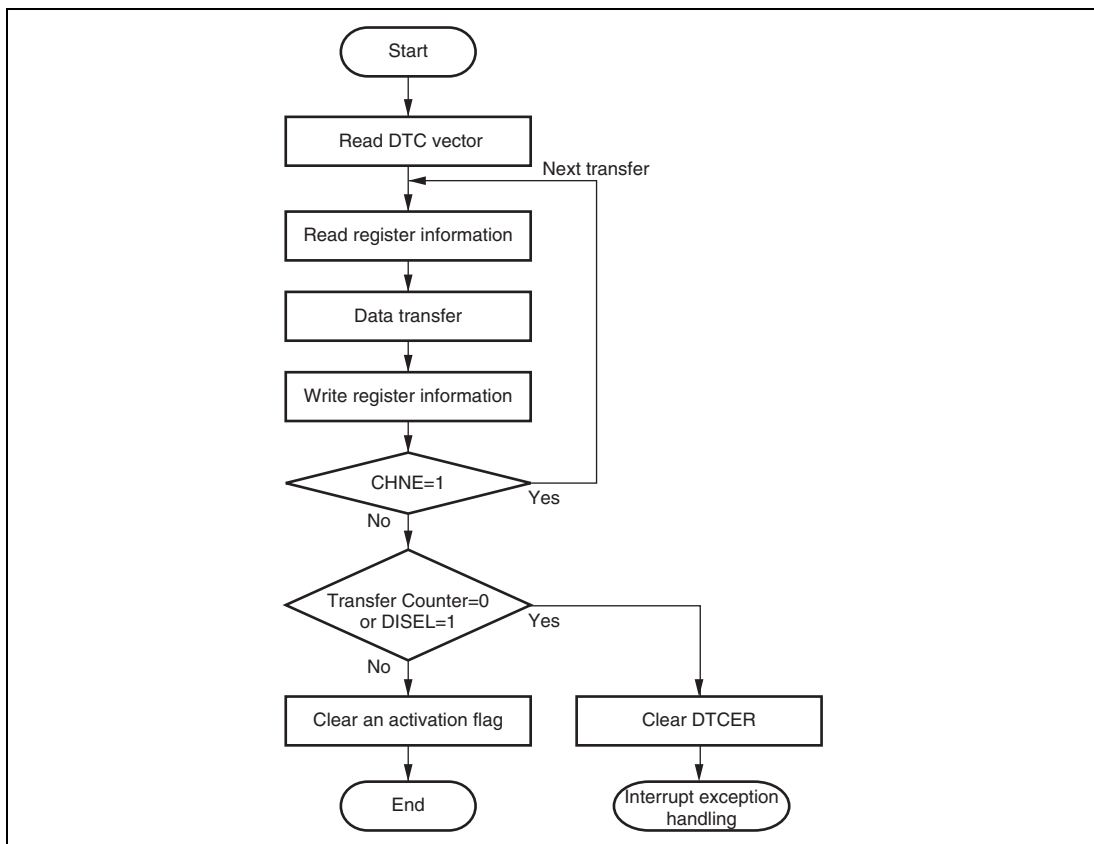 Start
Read DTC vector
Next transfer
Read register information
Data transfer
Write register information
CHNE=1
Yes
No
Transfer Counter=0
or DISEL=1
Yes
No
Clear an activation flag
Clear DTCER
End
Interrupt exception
handling